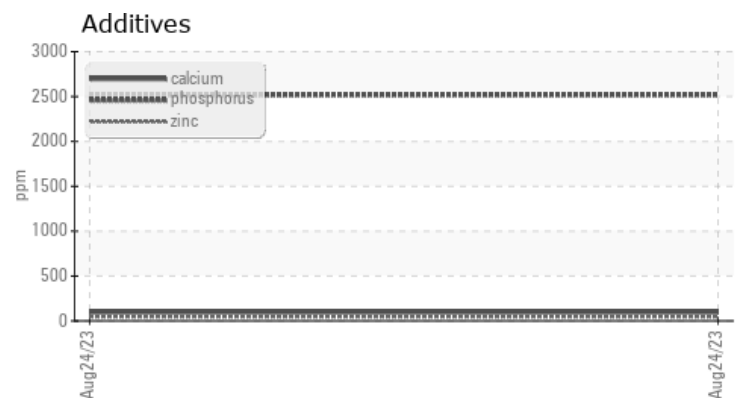 Additives
3000
2500
2000
1500
1000
500
0
ppm
calcium
phosphorus
zinc
Aug24/23
Aug24/23